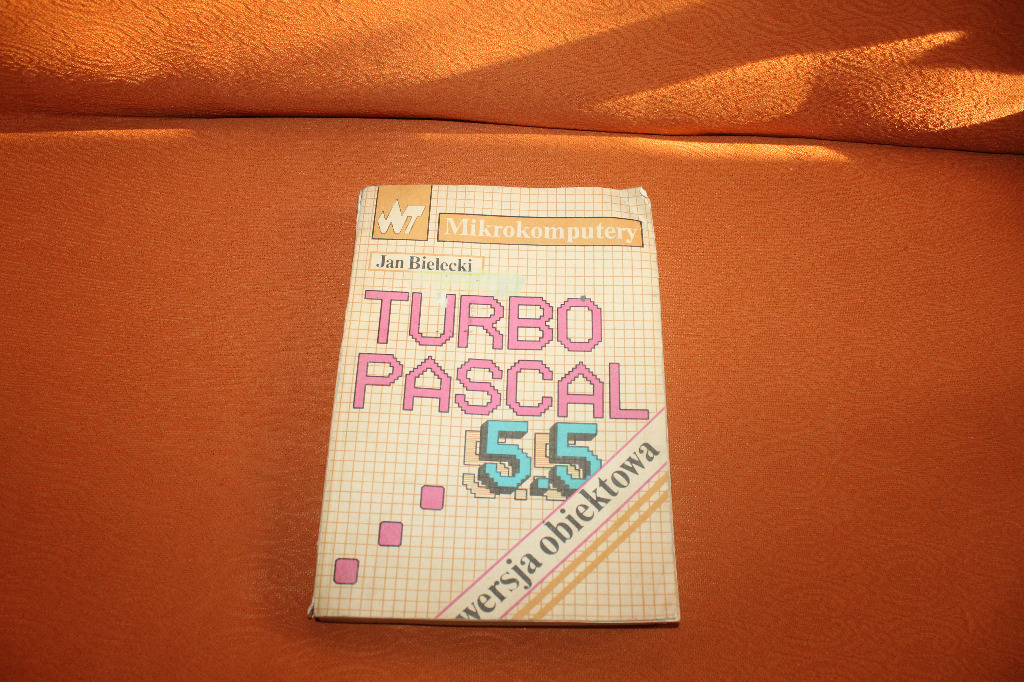 WNT
Mikrokomputery
Jan Bielecki
TURBO
PASCAL
5.5
wersja obiektowa